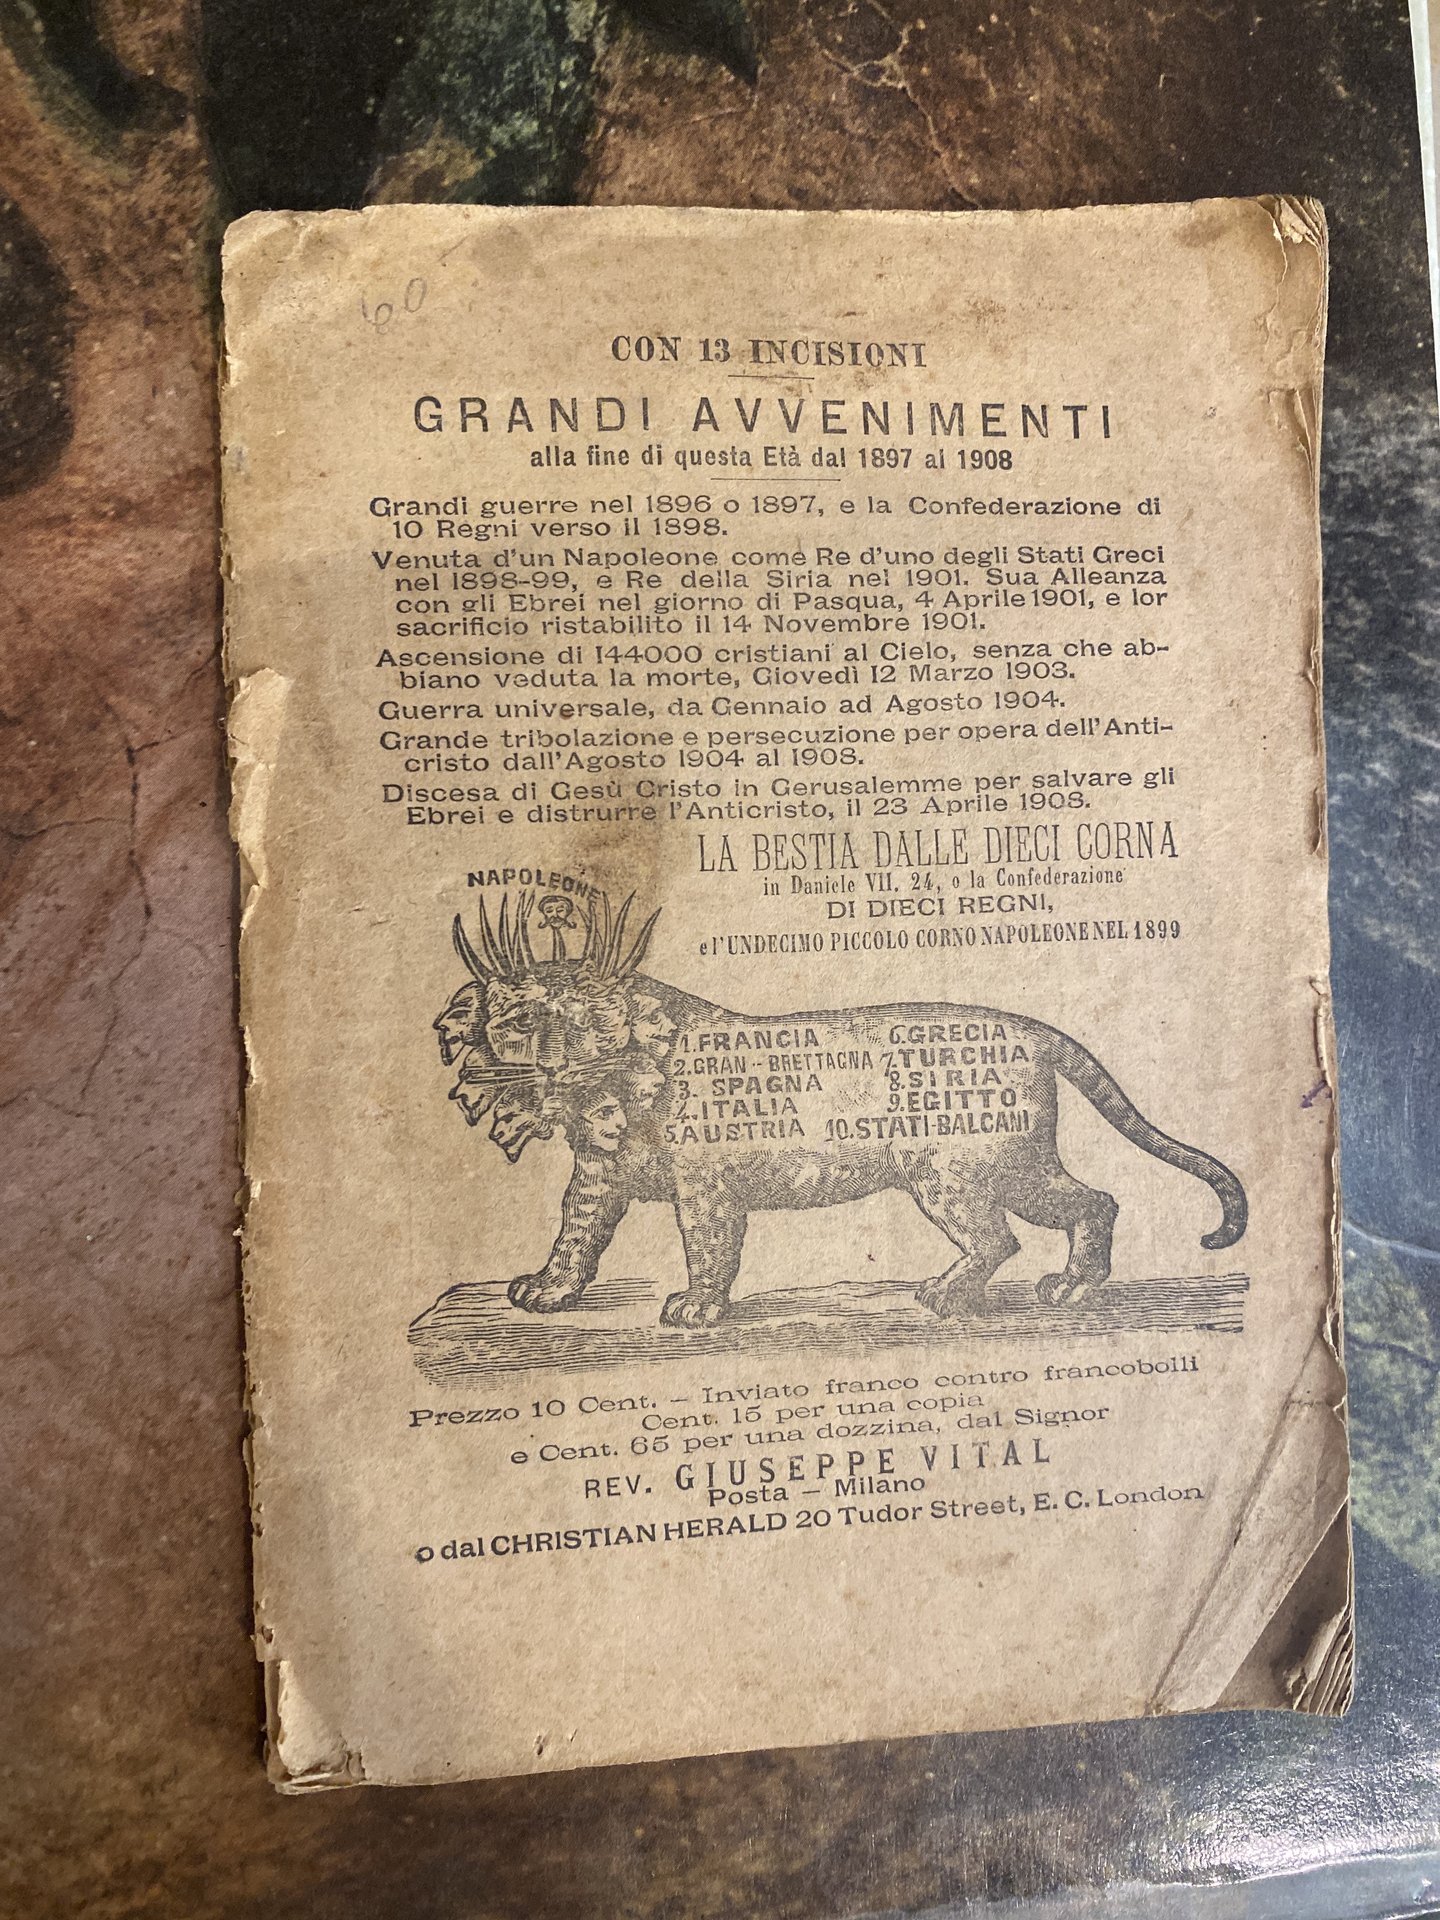 60
CON 13 INCISIONI
GRANDI AVVENIMENTI
alla fine di questa Età dal 1897 al 1908
Grandi guerre nel 1896 o 1897, e la Confederazione di
10 Regni verso il 1898.
Venuta d'un Napoleone come Re d'uno degli Stati Greci
nel 1898-99, e Re della Siria nel 1901. Sua Alleanza
con gli Ebrei nel giorno di Pasqua, 4 Aprile 1901, e lor
sacrificio ristabilito il 14 Novembre 1901.
Ascensione di 144000 cristiani al Cielo, senza che ab-
biano veduta la morte, Giovedì 12 Marzo 1903.
Guerra universale, da Gennaio ad Agosto 1904.
Grande tribolazione e persecuzione per opera dell'Anti-
cristo dall'Agosto 1904 al 1908.
Discesa di Gesù Cristo in Gerusalemme per salvare gli
Ebrei e distrurre l'Anticristo, il 23 Aprile 1908.
LA BESTIA DALLE DIECI CORNA
in Daniele VII. 24, o la Confederazione
DI DIECI REGNI,
e l'UNDECIMO PICCOLO CORNO NAPOLEONE NEL 1899
NAPOLEONE
1. FRANCIA
2. GRAN-BRETTAGNA
3. SPAGNA
4. ITALIA
5. AUSTRIA
6. GRECIA
7. TURCHIA
8. SIRIA
9. EGITTO
10. STATI-BALCANI
Prezzo 10 Cent. – Inviato franco contro francobolli
Cent. 15 per una copia
e Cent. 65 per una dozzina, dal Signor
REV. GIUSEPPE VITAL
Posta – Milano
o dal CHRISTIAN HERALD 20 Tudor Street, E. C. London